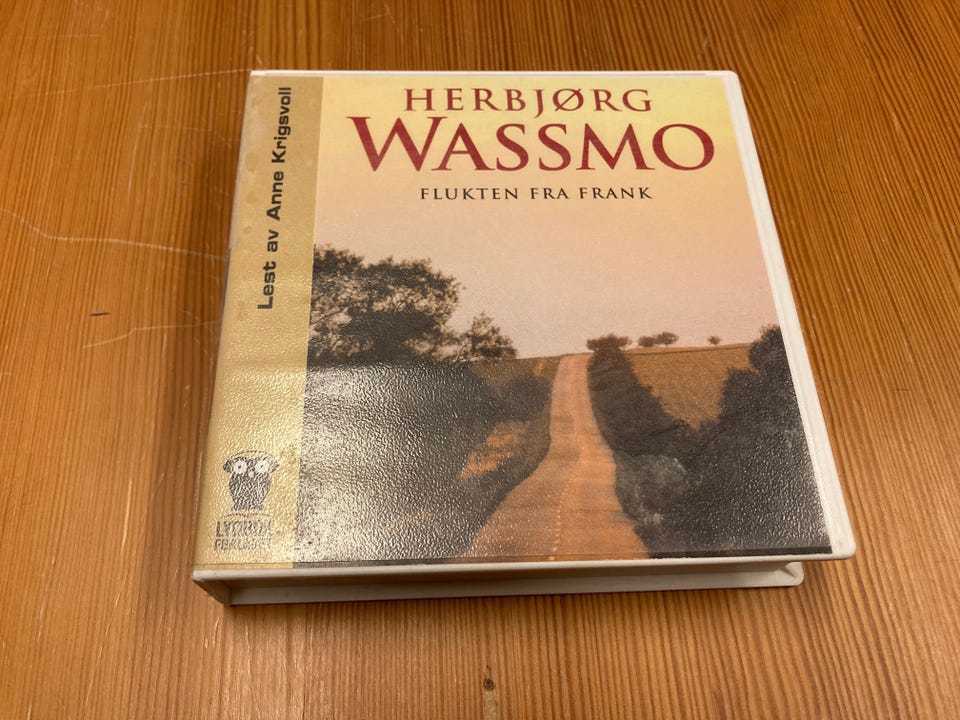 HERBJØRG
WASSMO
FLUKTEN FRA FRANK
Lest av Anne Krigsvoll